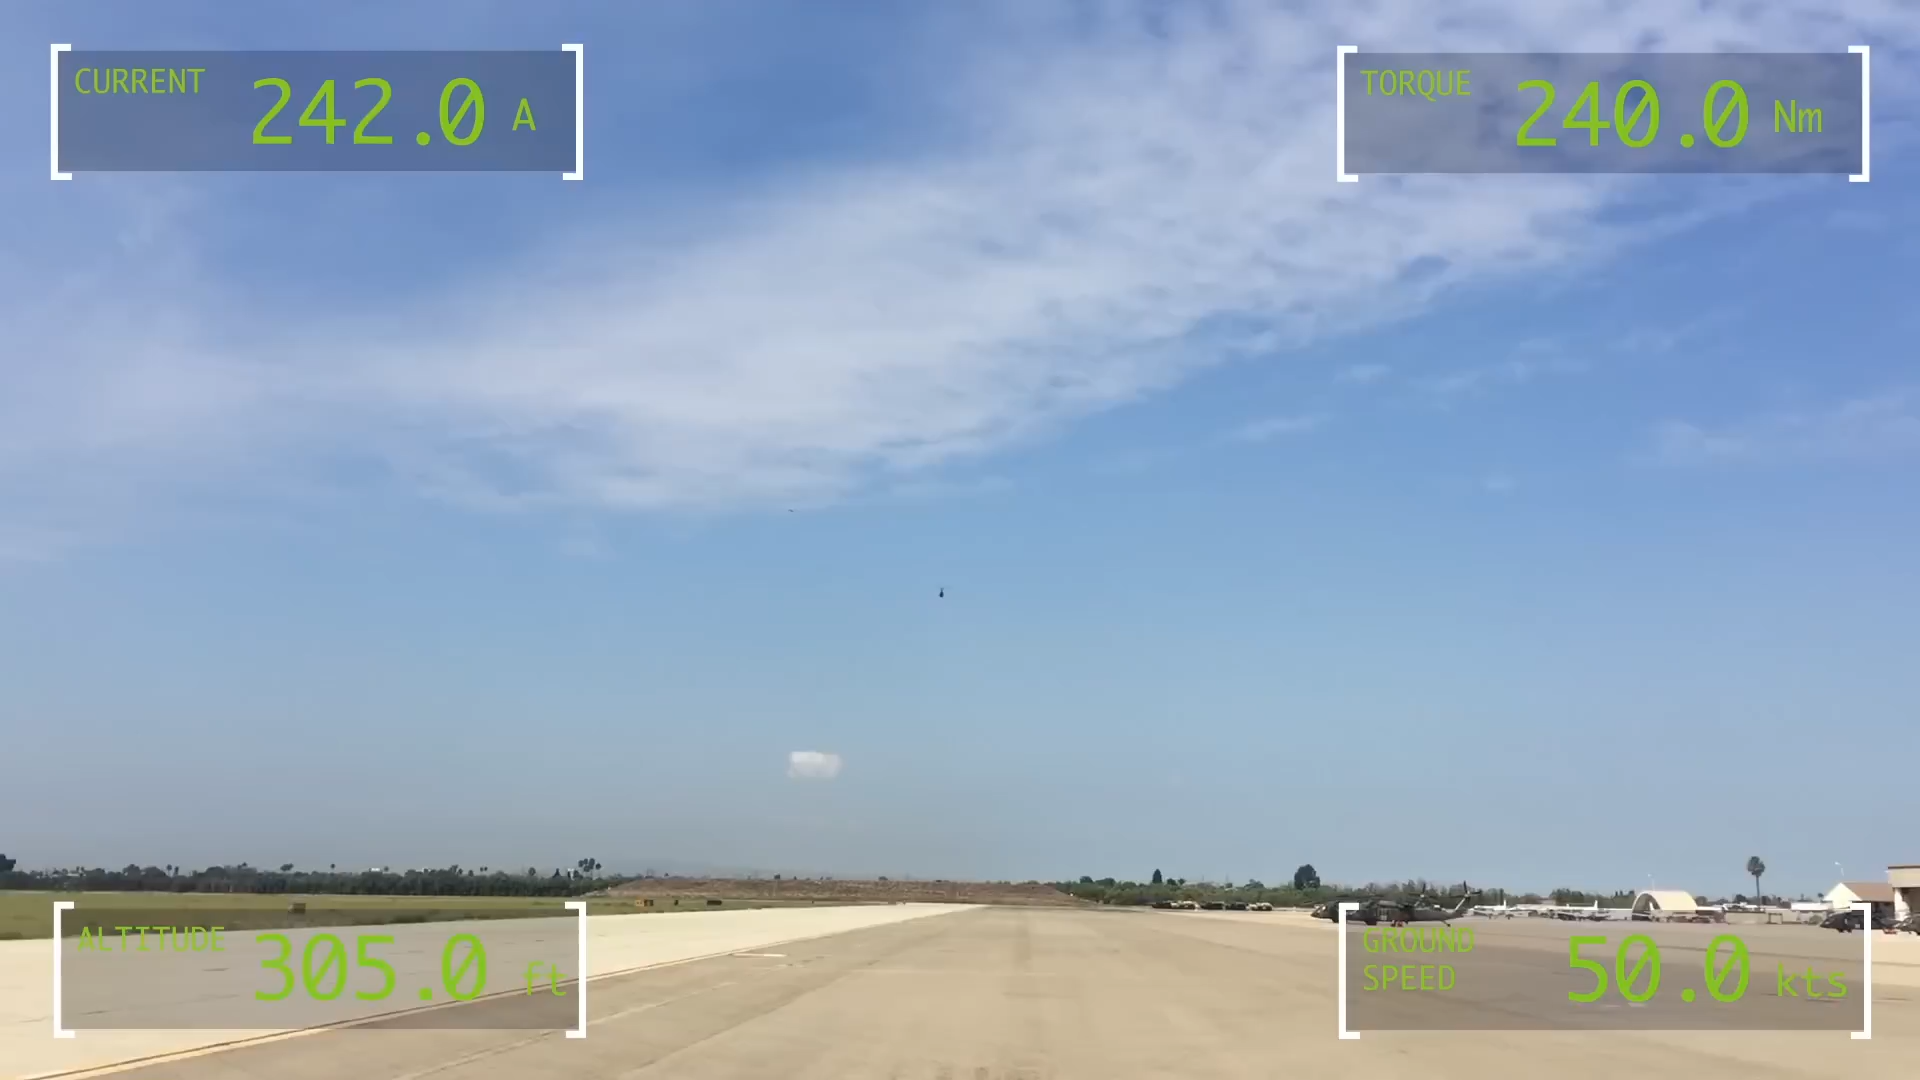 CURRENT 242.0 A
TORQUE 240.0 Nm
ALTITUDE 305.0 ft
GROUND SPEED 50.0 kts